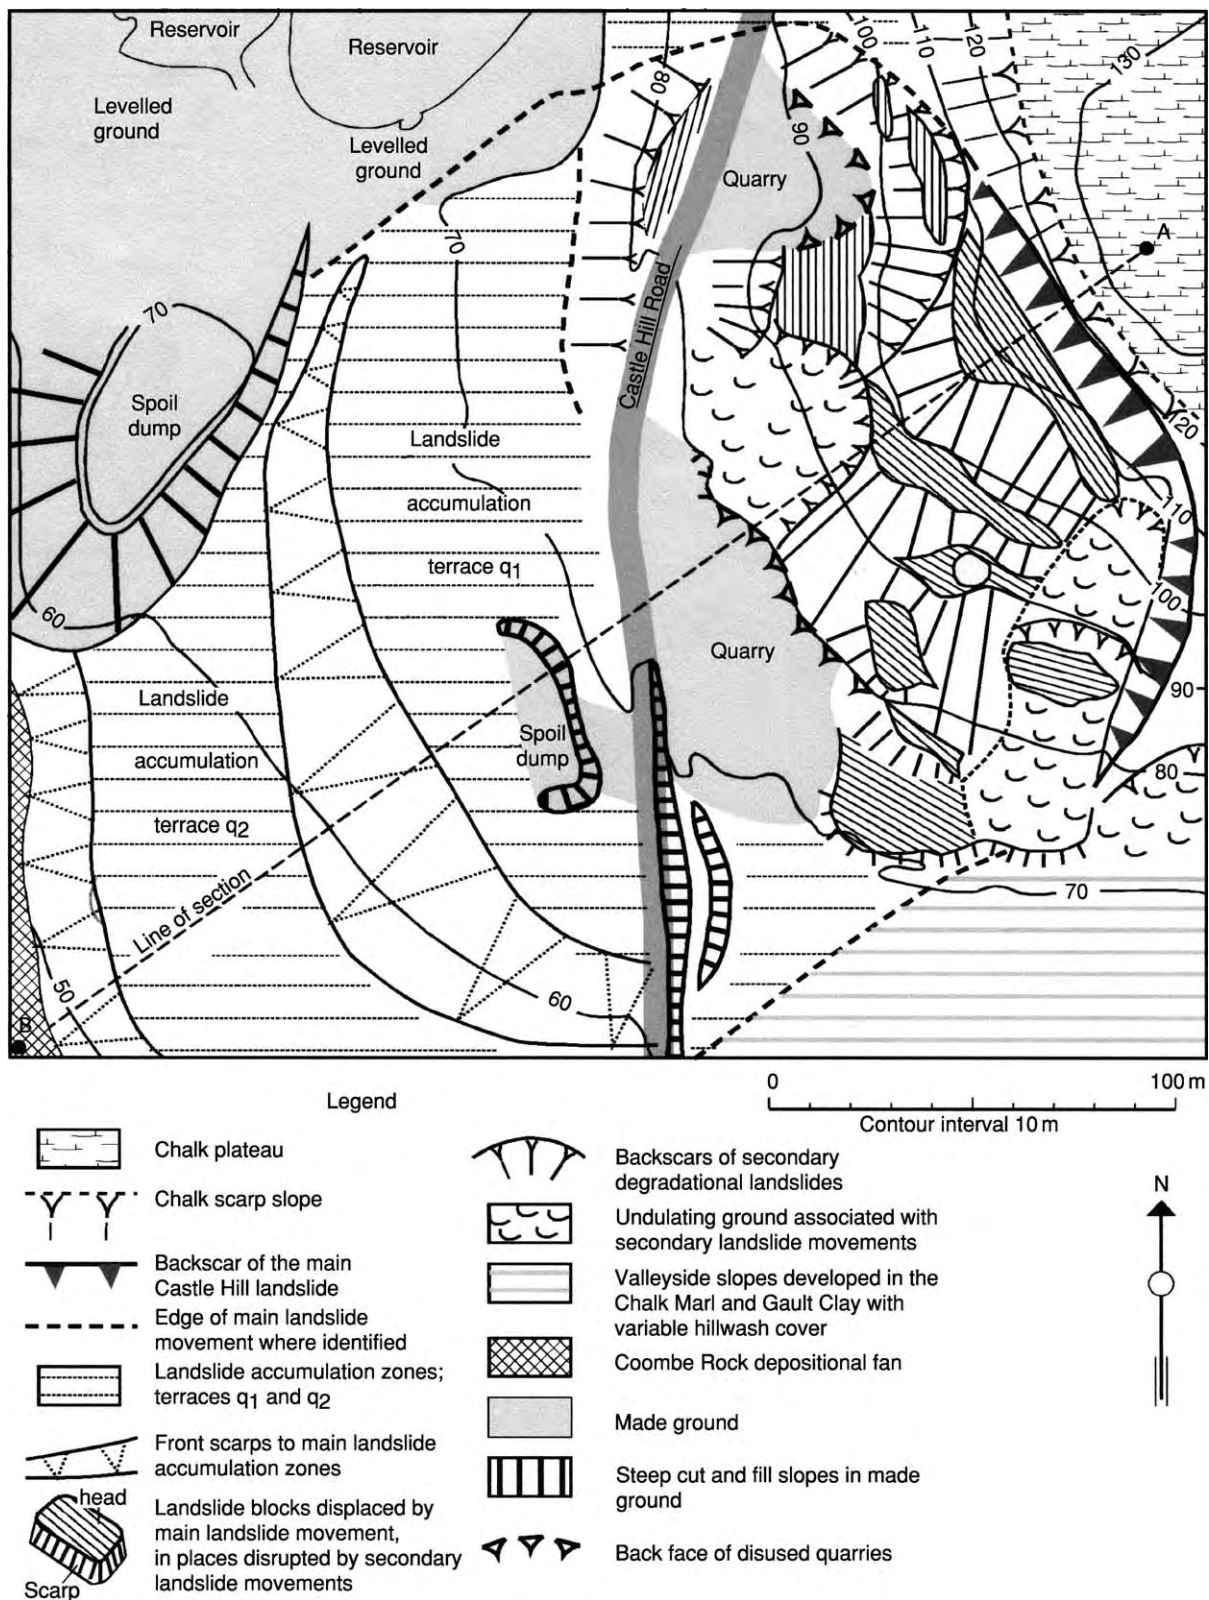 Reservoir
Reservoir
Levelled
ground
Levelled
ground
80
90
100
110
120
130
A
Quarry
70
70
Castle Hill Road
Spoil
dump
Landslide
accumulation
terrace q1
120
110
100
90
80
70
60
Quarry
Landslide
accumulation
terrace q2
Spoil
dump
Line of section
60
50
B
0 100 m
Contour interval 10 m
Legend
Chalk plateau
Chalk scarp slope
Backscar of the main
Castle Hill landslide
Edge of main landslide
movement where identified
Landslide accumulation zones;
terraces q1 and q2
Front scarps to main landslide
accumulation zones
head
Scarp
Landslide blocks displaced by
main landslide movement,
in places disrupted by secondary
landslide movements
Backscars of secondary
degradational landslides
Undulating ground associated with
secondary landslide movements
Valleyside slopes developed in the
Chalk Marl and Gault Clay with
variable hillwash cover
Coombe Rock depositional fan
Made ground
Steep cut and fill slopes in made
ground
Back face of disused quarries
N